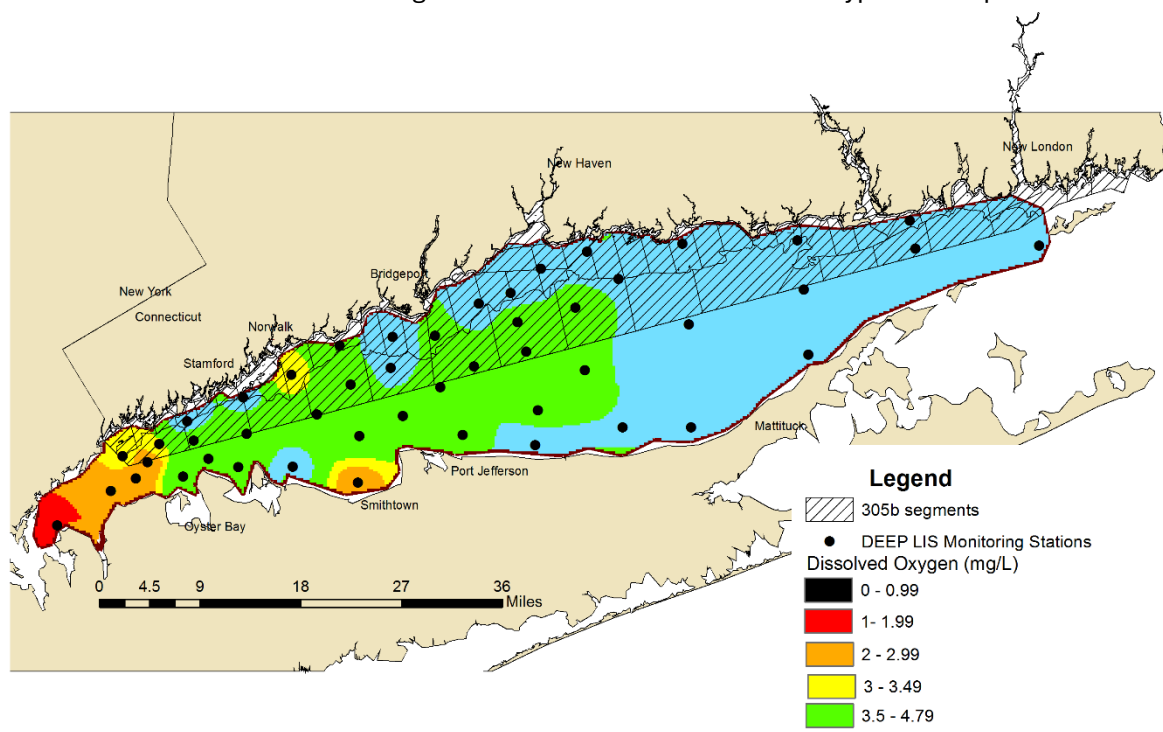 New London
New Haven
Bridgeport
New York
Connecticut
Norwalk
Stamford
Mattituck
Port Jefferson
Smithtown
Oyster Bay
0 4.5 9 18 27 36
Miles
Legend
305b segments
DEEP LIS Monitoring Stations
Dissolved Oxygen (mg/L)
0 - 0.99
1- 1.99
2 - 2.99
3 - 3.49
3.5 - 4.79